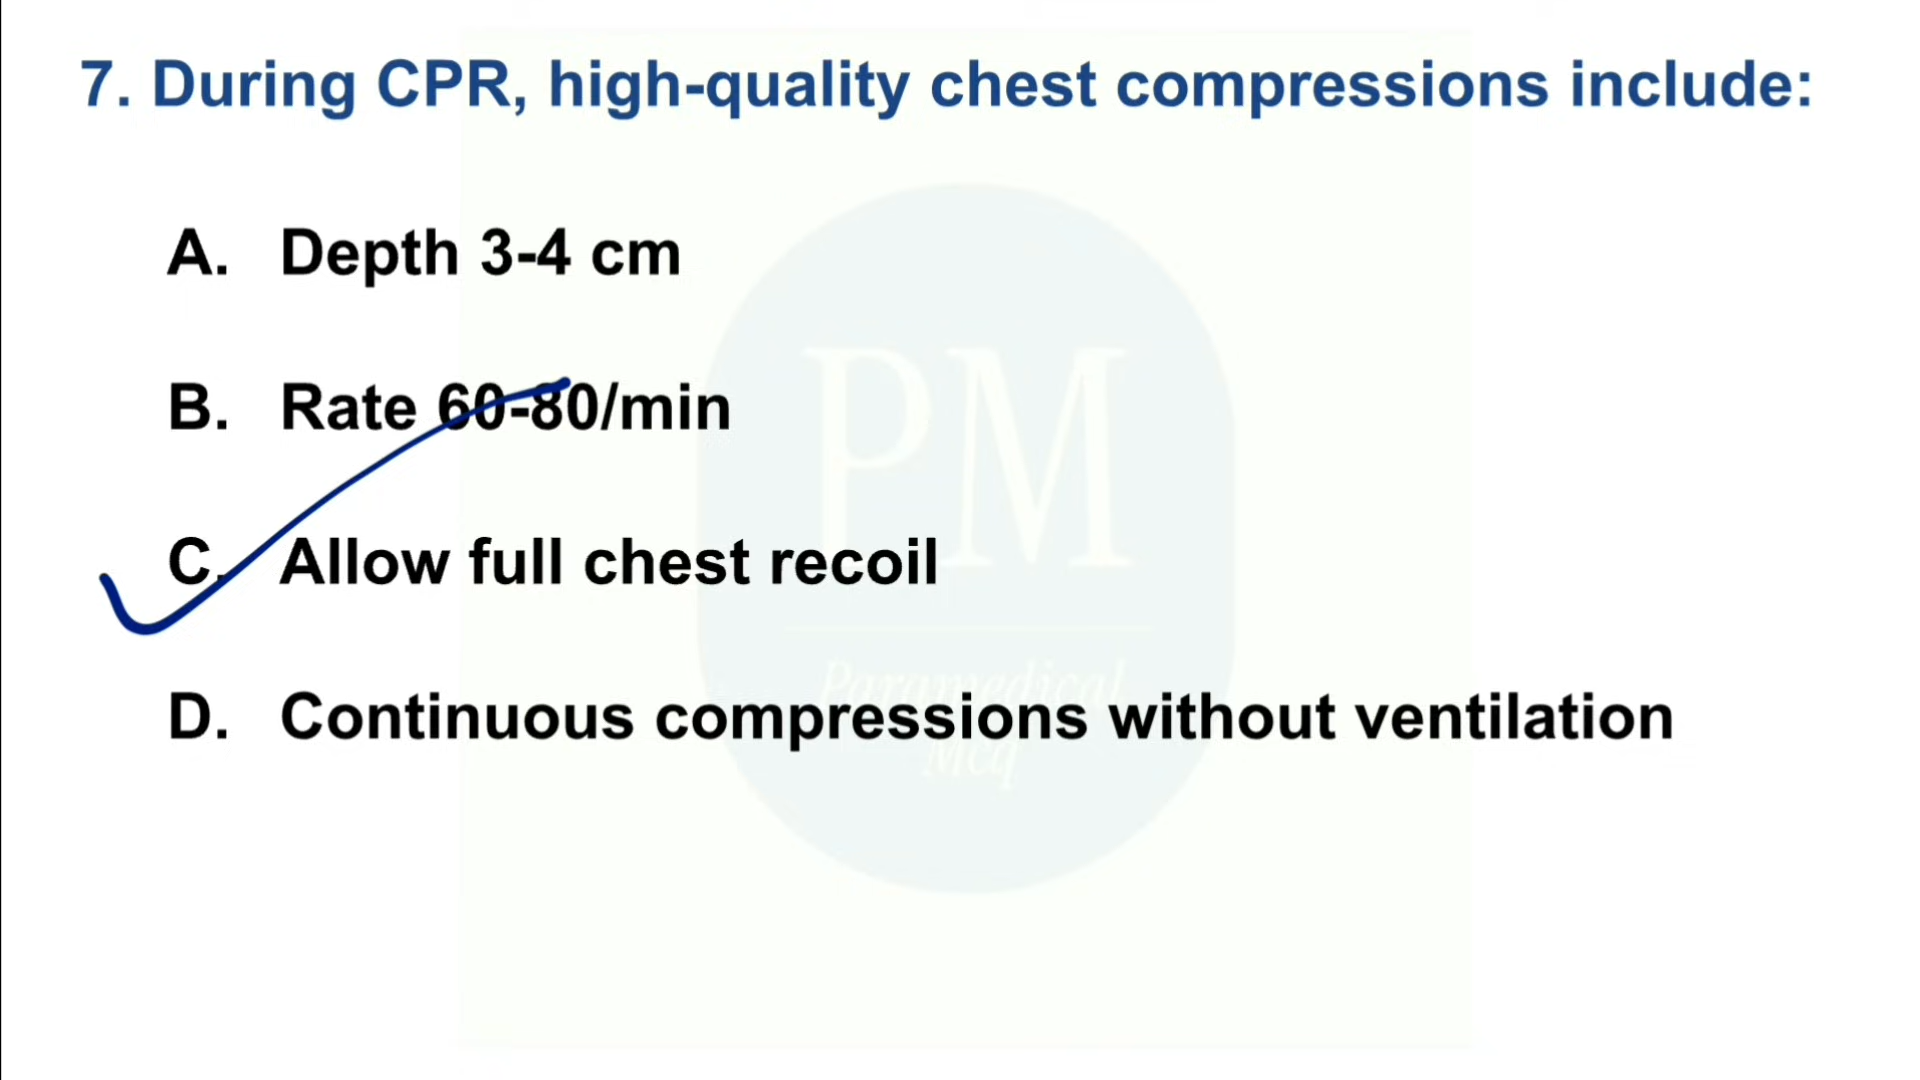 7. During CPR, high-quality chest compressions include:
A. Depth 3-4 cm
B. Rate 60-80/min
C. Allow full chest recoil
D. Continuous compressions without ventilation
PM
Paramedical
Mcq